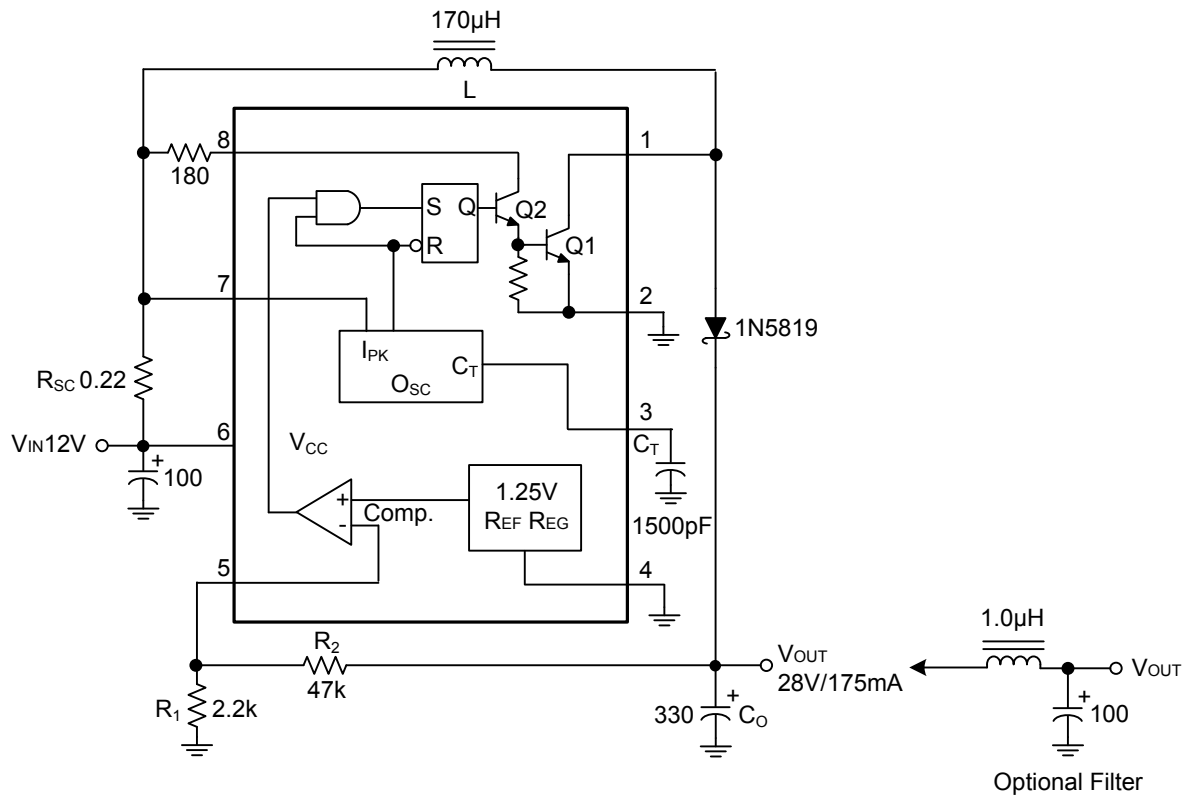 170µH
L
8
1
180
S
Q
Q2
R
Q1
7
2
1N5819
IPK
CT
OSC
RSC 0.22
3
VIN12V
6
VCC
CT
100
1.25V
REF REG
+
-
Comp.
1500pF
5
4
R2
47k
R1
2.2k
VOUT
28V/175mA
330
+
CO
1.0µH
VOUT
+
100
Optional Filter
+